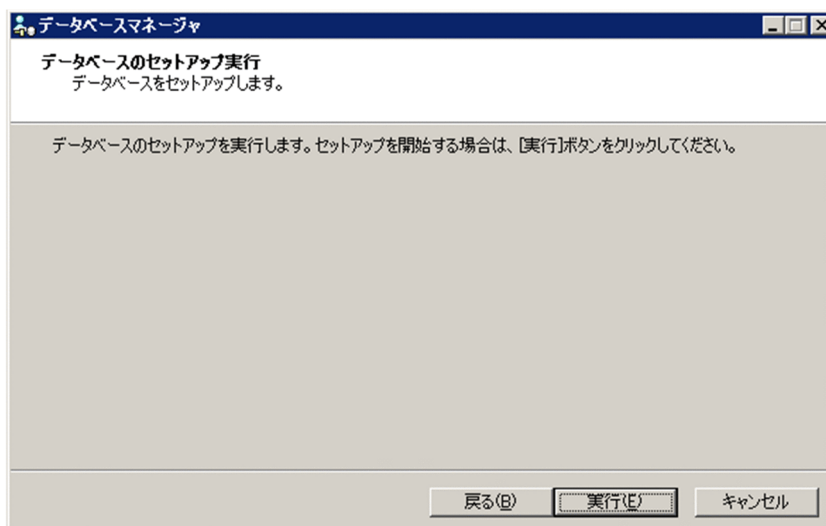 データベースマネージャ
データベースのセットアップ実行
データベースをセットアップします。
データベースのセットアップを実行します。セットアップを開始する場合は、[実行]ボタンをクリックしてください。
戻る(B)
実行(E)
キャンセル